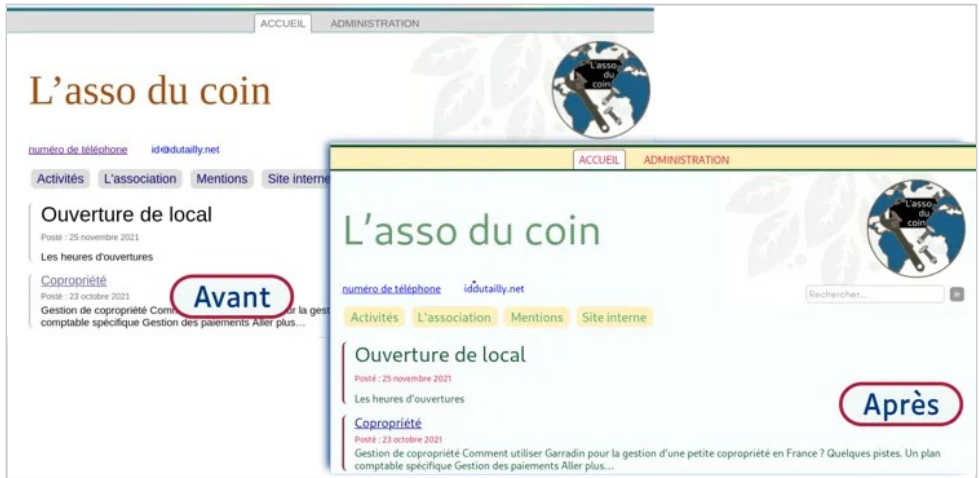 ACCUEIL ADMINISTRATION
L'asso du coin
L'asso
du
coin
numéro de téléphone id@dutailly.net
Activités L'association Mentions Site interne
Ouverture de local
Posté : 25 novembre 2021
Les heures d'ouvertures
Copropriété
Posté : 23 octobre 2021
Gestion de copropriété ur la gest
comptable spécifique Gestion des paiements Aller plus…
Avant
ACCUEIL ADMINISTRATION
L'asso du coin
L'asso
du
coin
numéro de téléphone iddutailly.net
Rechercher... »
Activités L'association Mentions Site interne
Ouverture de local
Posté : 25 novembre 2021
Les heures d'ouvertures
Après
Copropriété
Posté : 23 octobre 2021
Gestion de copropriété Comment utiliser Garradin pour la gestion d'une petite copropriété en France ? Quelques pistes. Un plan
comptable spécifique Gestion des paiements Aller plus…